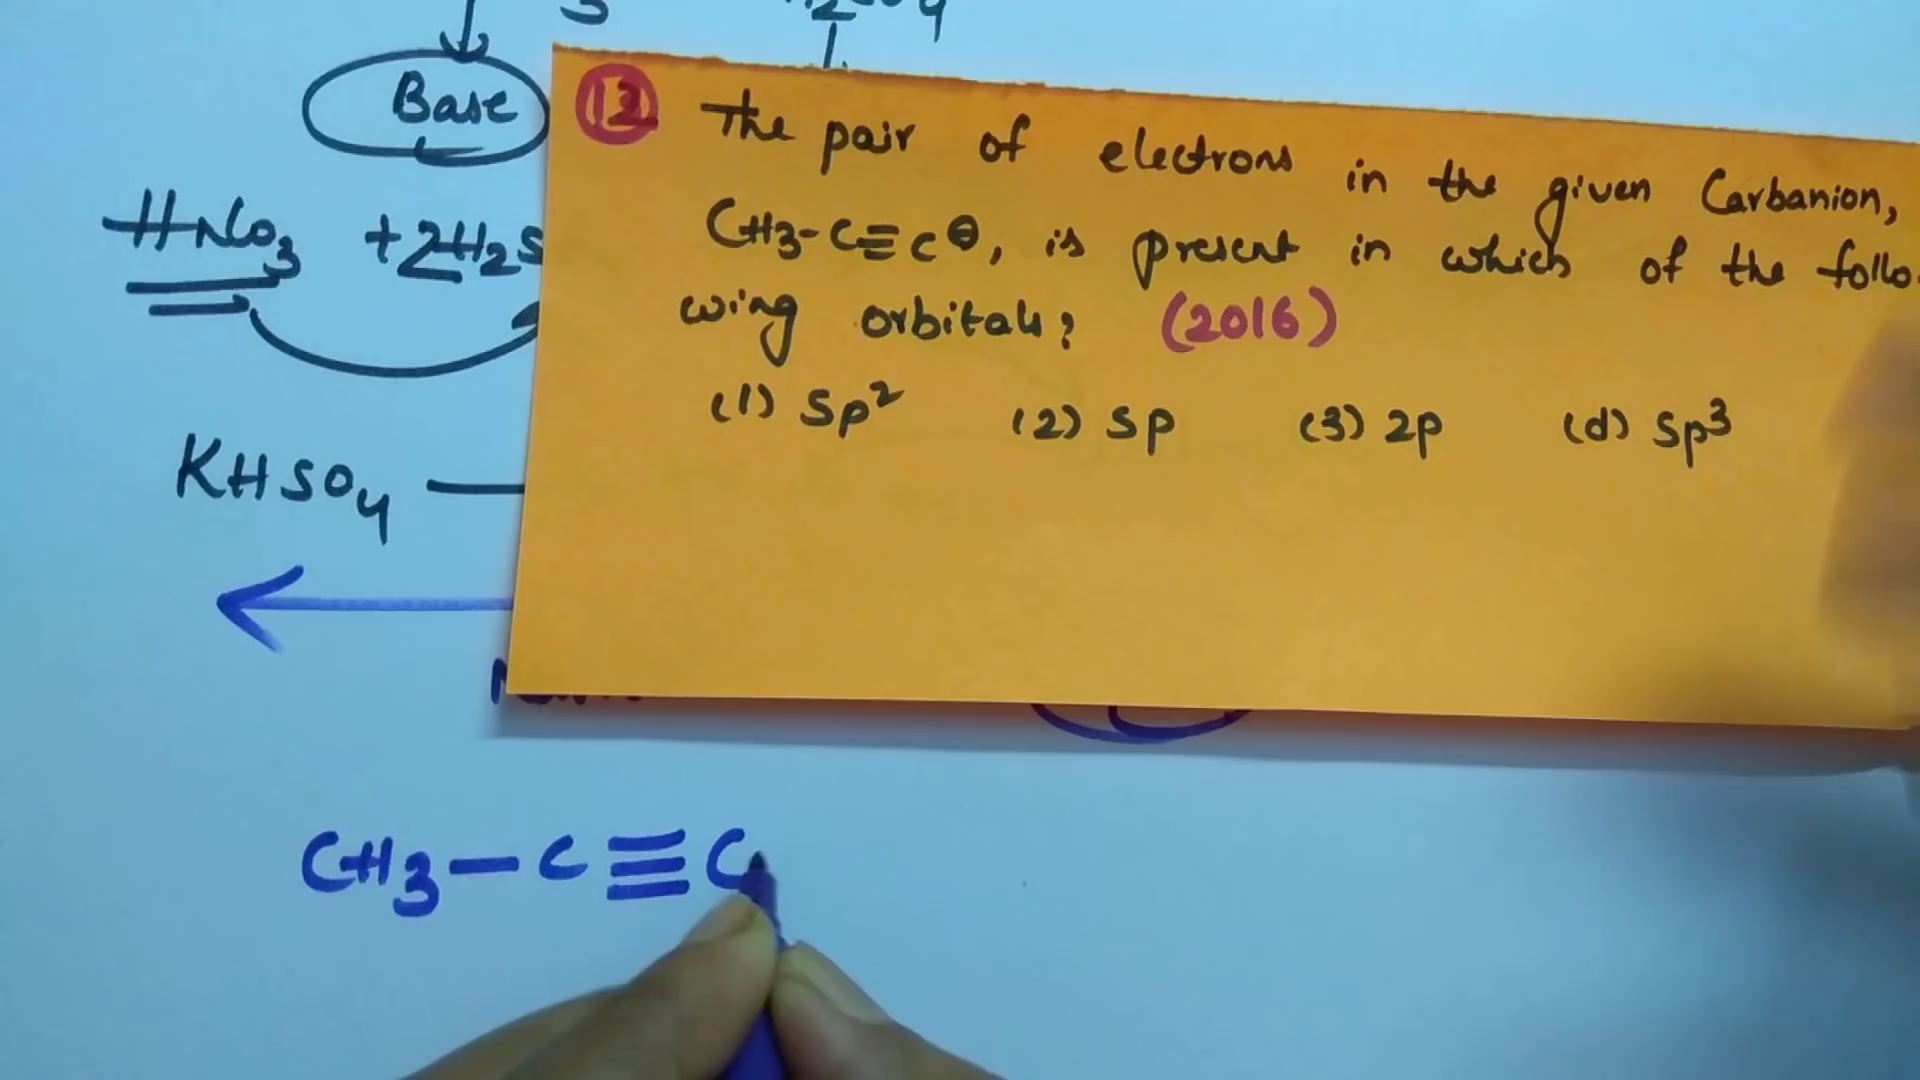 Base
HNO3 + 2H2S
KHSO4
(12) The pair of electrons in the given Carbanion,
CH3-C≡C⊖, is present in which of the follo-
wing orbitals? (2016)
(1) Sp² (2) SP (3) 2p (d) Sp³
CH3-C≡C